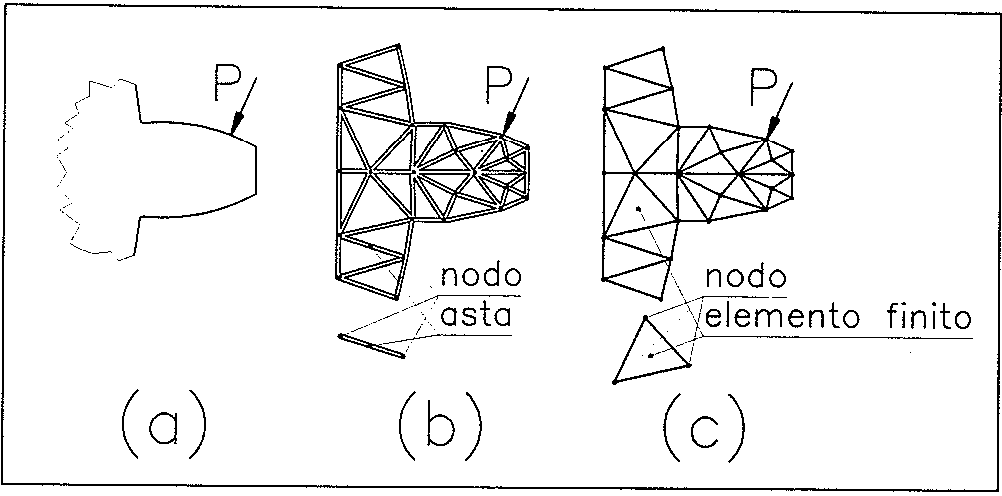 P
P
P
nodo
asta
nodo
elemento finito
(a)
(b)
(c)